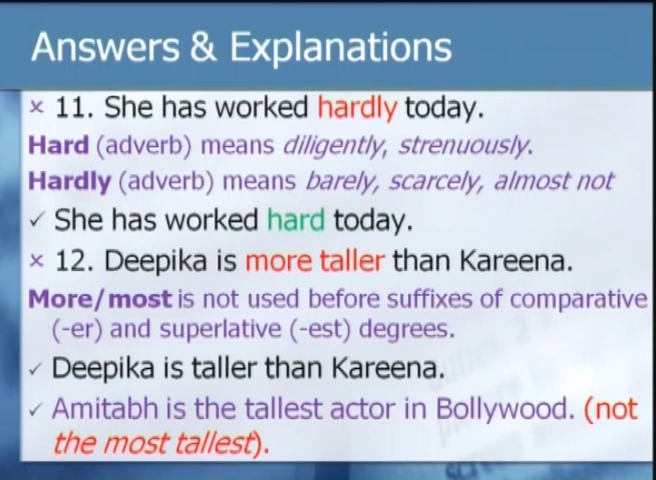 Answers & Explanations
× 11. She has worked hardly today.
Hard (adverb) means diligently, strenuously.
Hardly (adverb) means barely, scarcely, almost not
✓ She has worked hard today.
× 12. Deepika is more taller than Kareena.
More/most is not used before suffixes of comparative
(-er) and superlative (-est) degrees.
✓ Deepika is taller than Kareena.
✓ Amitabh is the tallest actor in Bollywood. (not
the most tallest).